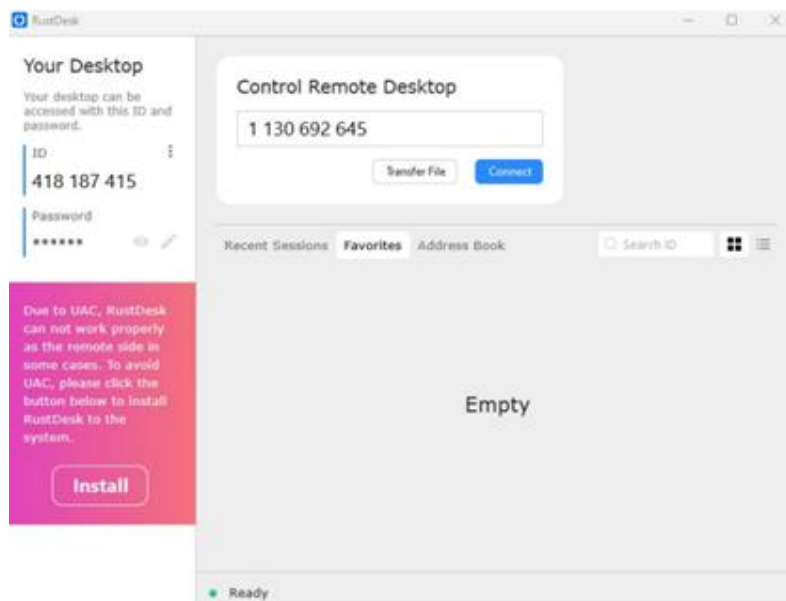 RustDesk
Your Desktop
Your desktop can be
accessed with this ID and
password.
ID
418 187 415
Password
******
Due to UAC, RustDesk
can not work properly
as the remote side in
some cases. To avoid
UAC, please click the
button below to install
RustDesk to the
system.
Install
Control Remote Desktop
1 130 692 645
Transfer File Connect
Recent Sessions Favorites Address Book Search ID
Empty
Ready